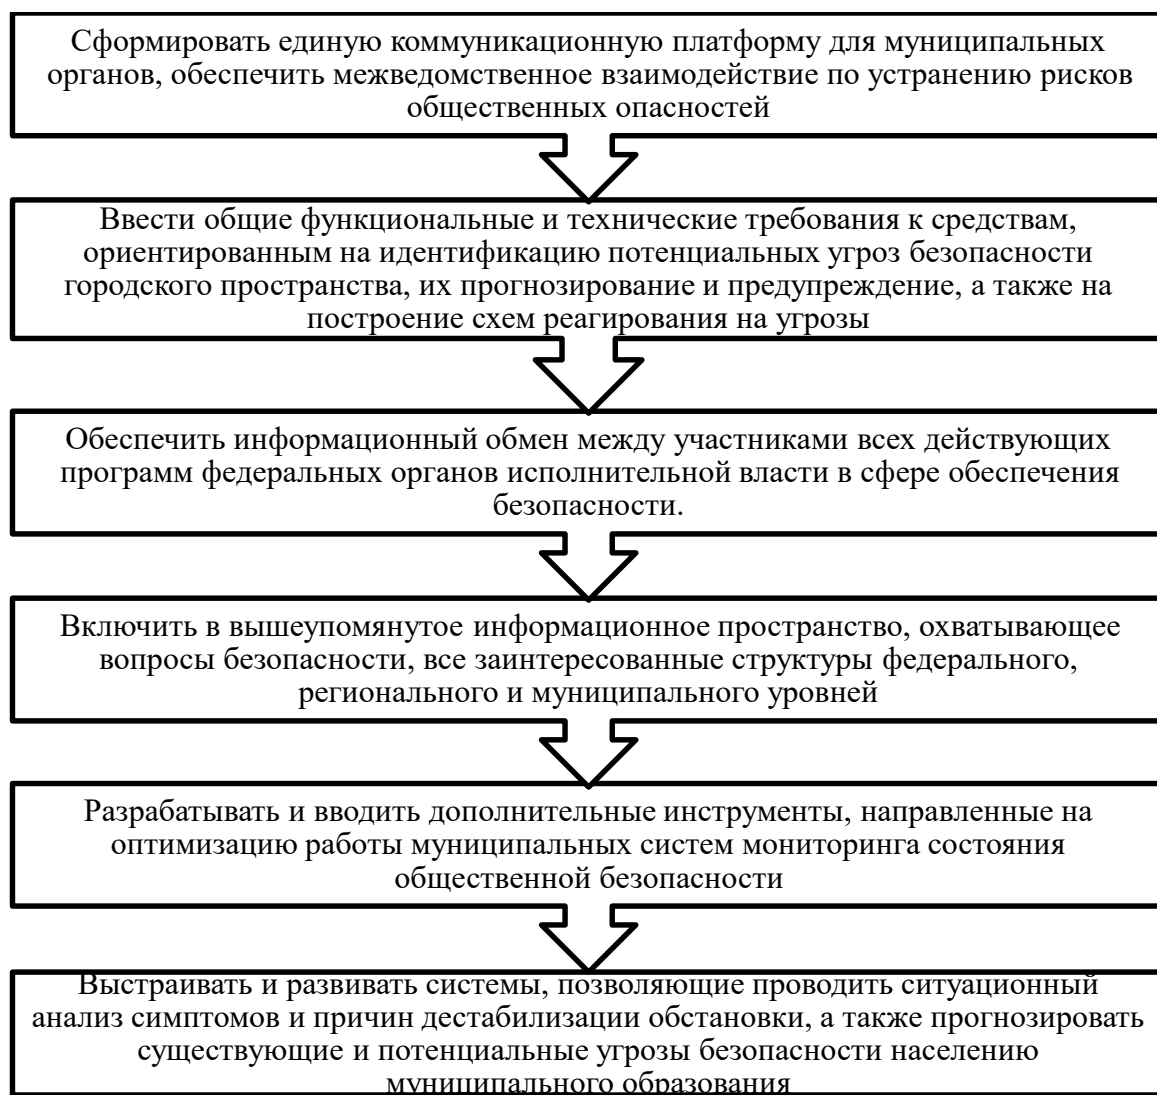 Сформировать единую коммуникационную платформу для муниципальных
органов, обеспечить межведомственное взаимодействие по устранению рисков
общественных опасностей
Ввести общие функциональные и технические требования к средствам,
ориентированным на идентификацию потенциальных угроз безопасности
городского пространства, их прогнозирование и предупреждение, а также на
построение схем реагирования на угрозы
Обеспечить информационный обмен между участниками всех действующих
программ федеральных органов исполнительной власти в сфере обеспечения
безопасности.
Включить в вышеупомянутое информационное пространство, охватывающее
вопросы безопасности, все заинтересованные структуры федерального,
регионального и муниципального уровней
Разрабатывать и вводить дополнительные инструменты, направленные на
оптимизацию работы муниципальных систем мониторинга состояния
общественной безопасности
Выстраивать и развивать системы, позволяющие проводить ситуационный
анализ симптомов и причин дестабилизации обстановки, а также прогнозировать
существующие и потенциальные угрозы безопасности населению
муниципального образования